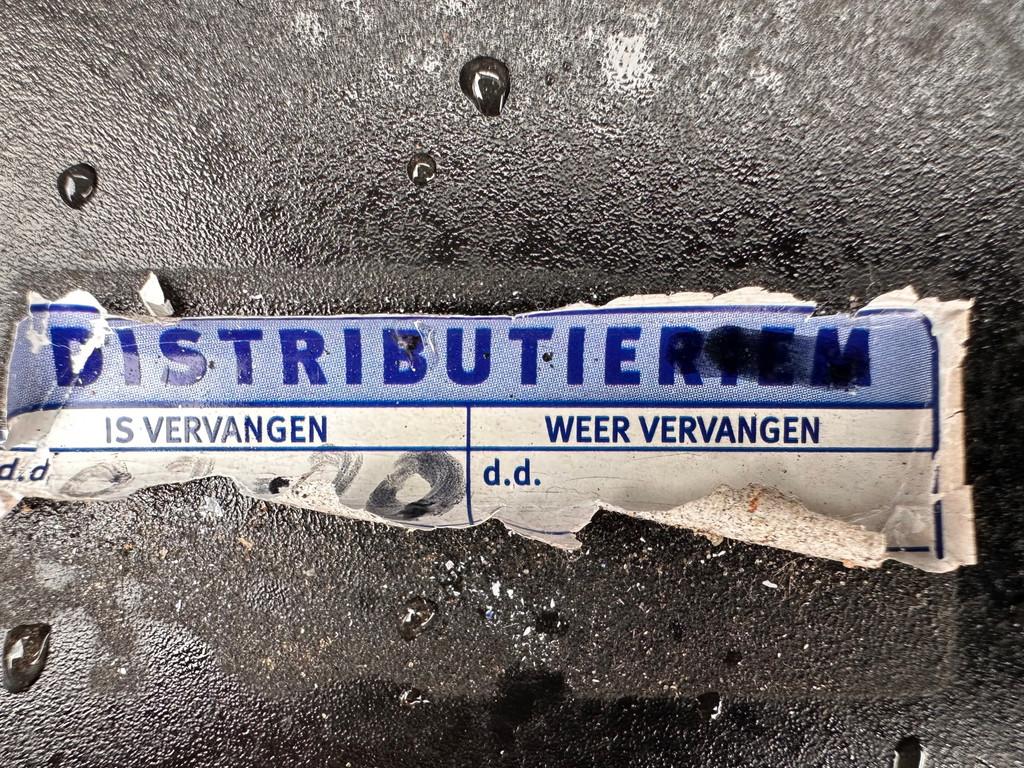 DISTRIBUTIERIEM
IS VERVANGEN WEER VERVANGEN
d.d d.d.